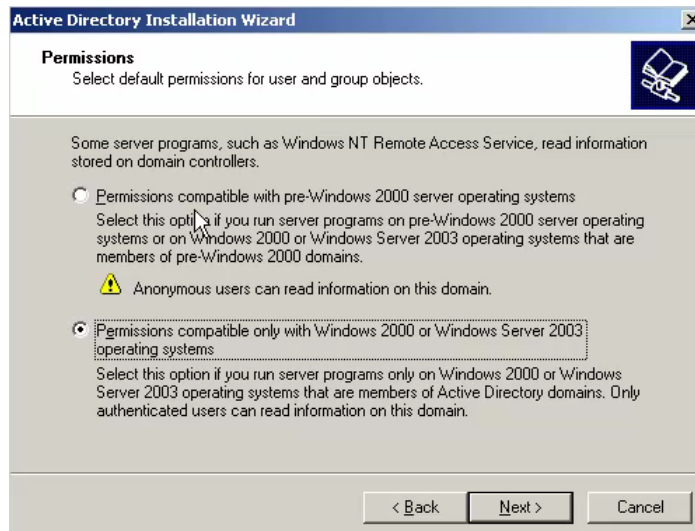 Active Directory Installation Wizard
Permissions
Select default permissions for user and group objects.
Some server programs, such as Windows NT Remote Access Service, read information
stored on domain controllers.
Permissions compatible with pre-Windows 2000 server operating systems
Select this option if you run server programs on pre-Windows 2000 server operating
systems or on Windows 2000 or Windows Server 2003 operating systems that are
members of pre-Windows 2000 domains.
Anonymous users can read information on this domain.
Permissions compatible only with Windows 2000 or Windows Server 2003
operating systems
Select this option if you run server programs only on Windows 2000 or Windows
Server 2003 operating systems that are members of Active Directory domains. Only
authenticated users can read information on this domain.
< Back Next > Cancel